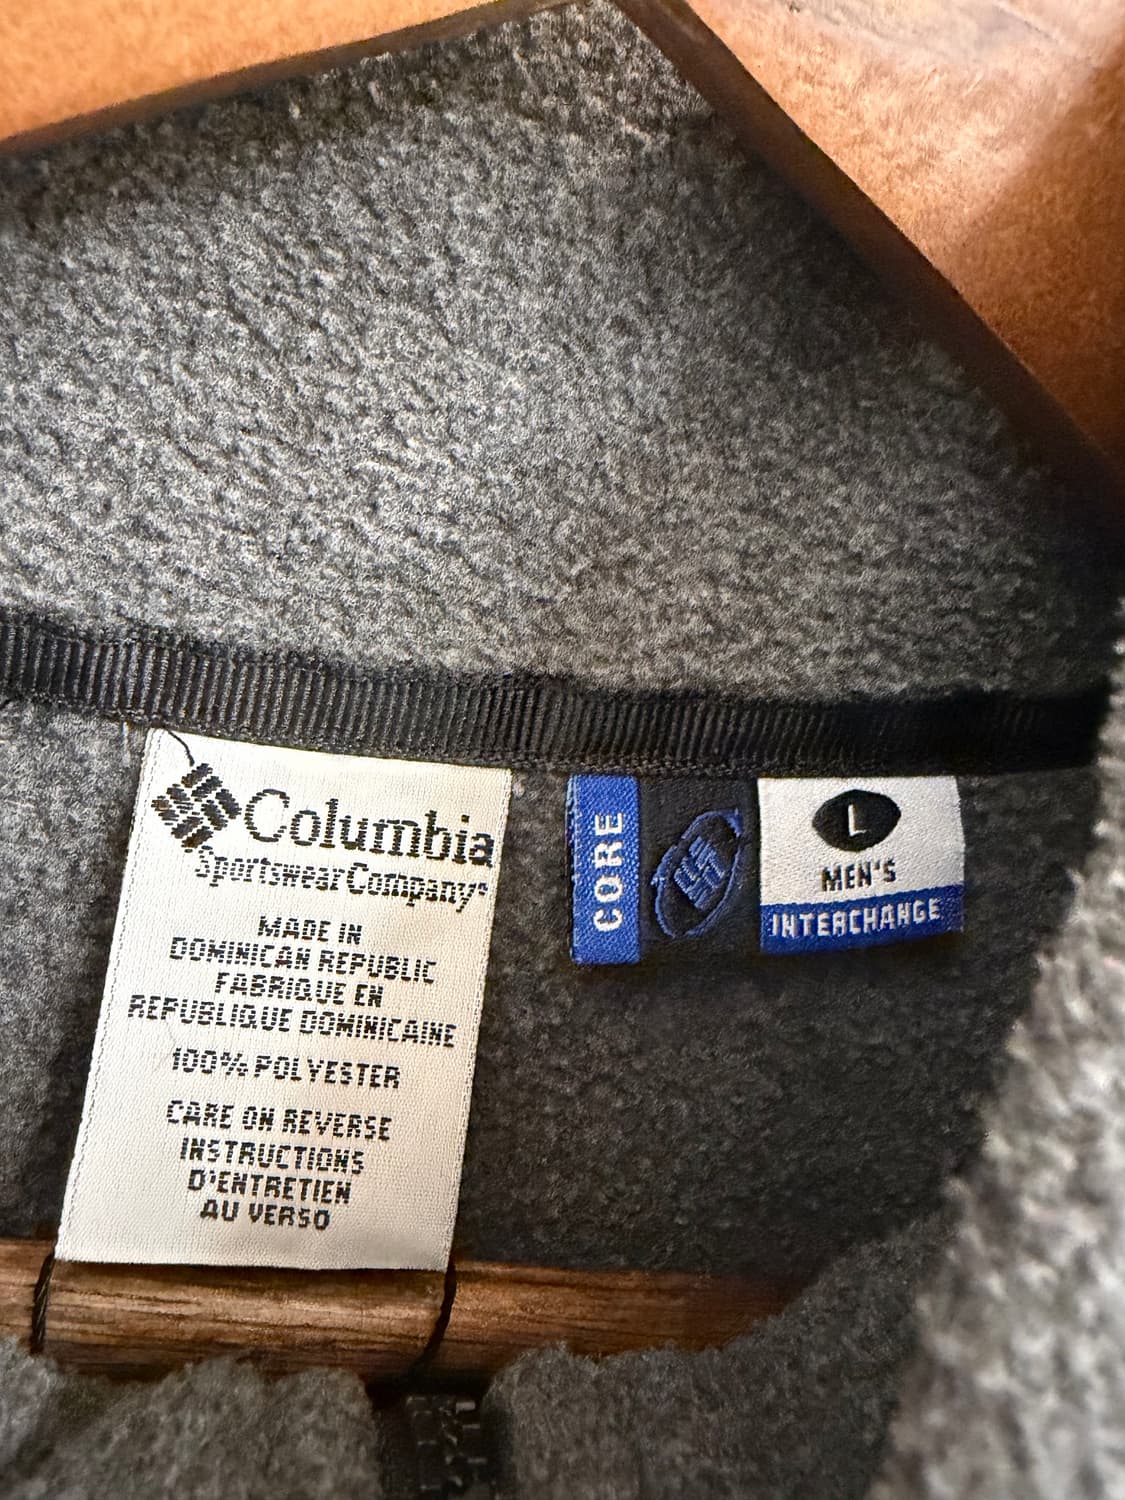 Columbia
Sportswear Company®
MADE IN
DOMINICAN REPUBLIC
FABRIQUE EN
REPUBLIQUE DOMINICAINE
100% POLYESTER
CARE ON REVERSE
INSTRUCTIONS
D'ENTRETIEN
AU VERSO
CORE
L
MEN'S
INTERCHANGE